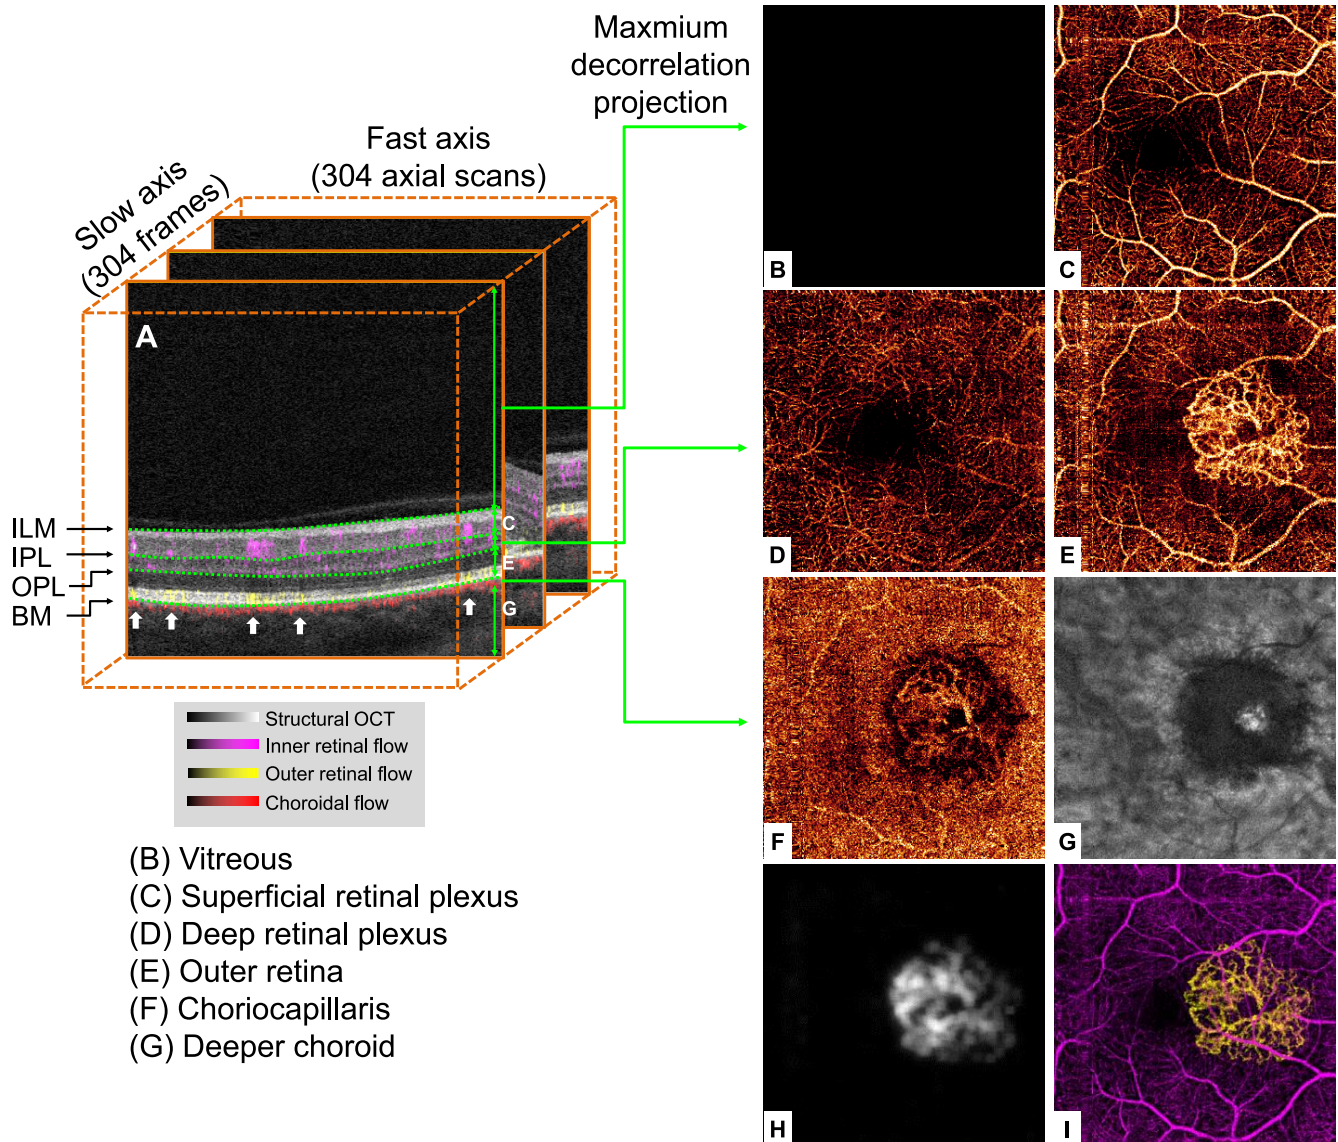 Maxmium
decorrelation
projection
Fast axis
(304 axial scans)
Slow axis
(304 frames)
A
ILM
IPL
OPL
BM
C
E
G
Structural OCT
Inner retinal flow
Outer retinal flow
Choroidal flow
(B) Vitreous
(C) Superficial retinal plexus
(D) Deep retinal plexus
(E) Outer retina
(F) Choriocapillaris
(G) Deeper choroid
B
C
D
E
F
G
H
I